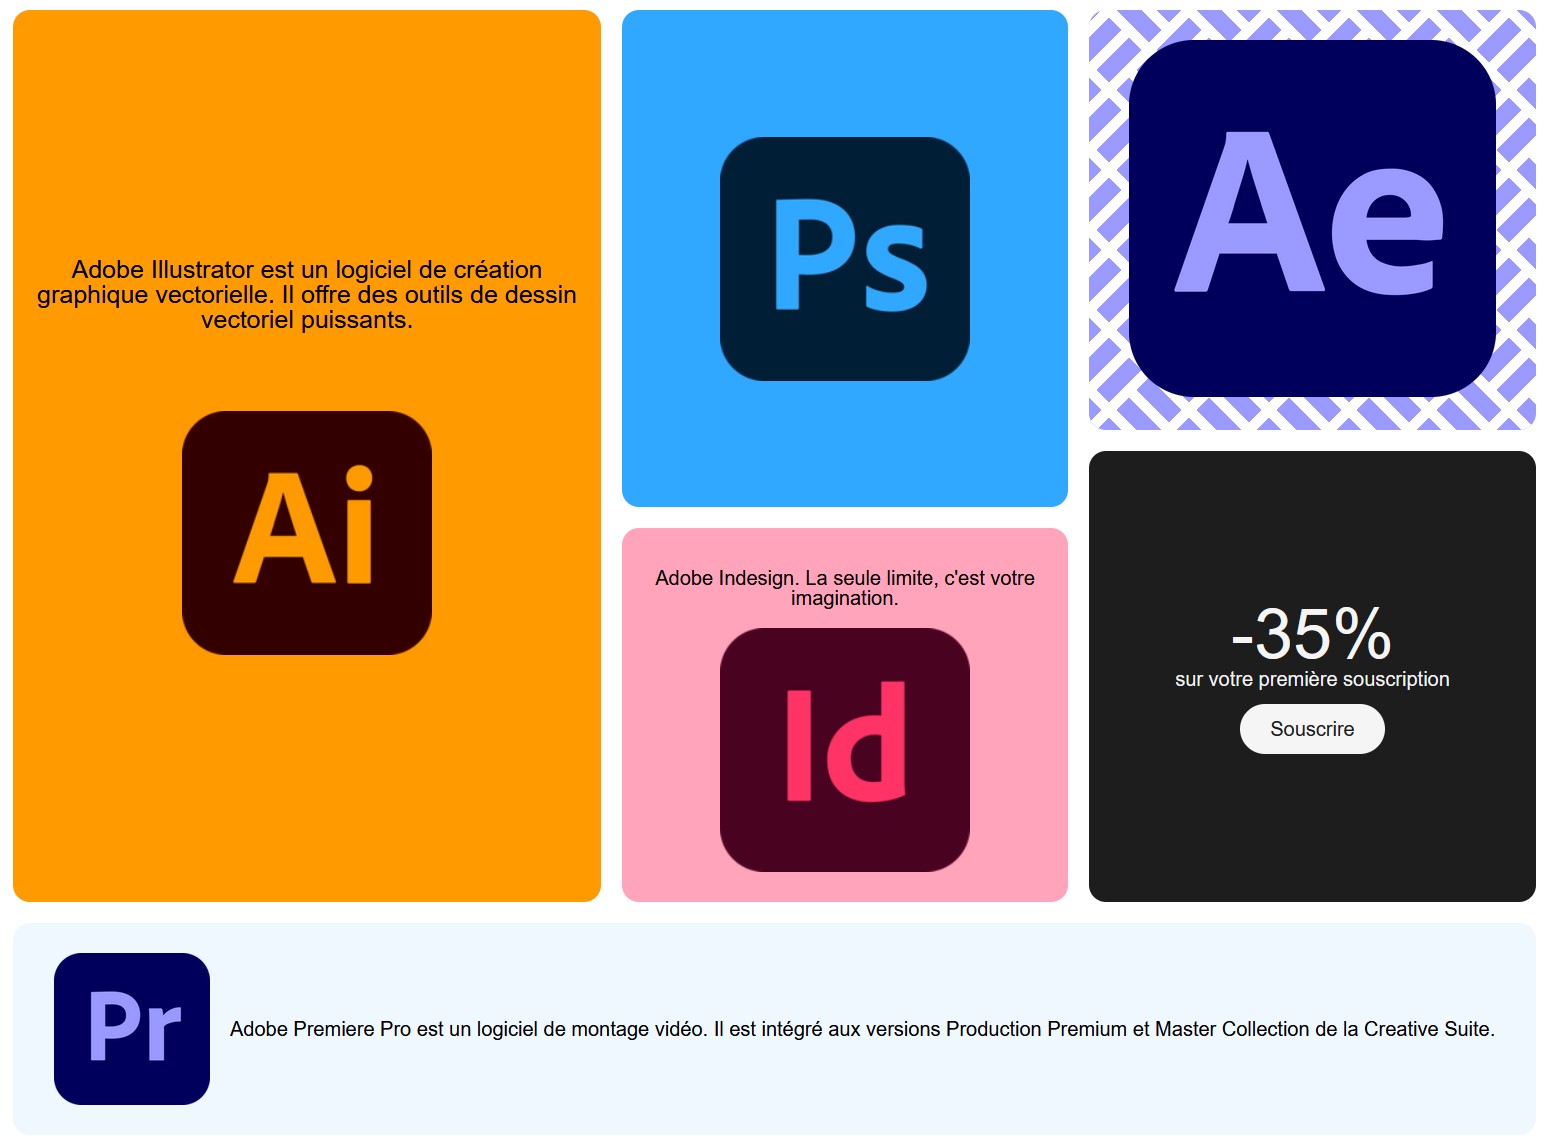 Adobe Illustrator est un logiciel de création
graphique vectorielle. Il offre des outils de dessin
vectoriel puissants.
Ai
Ps
Adobe Indesign. La seule limite, c'est votre
imagination.
Id
Ae
-35%
sur votre première souscription
Souscrire
Pr
Adobe Premiere Pro est un logiciel de montage vidéo. Il est intégré aux versions Production Premium et Master Collection de la Creative Suite.